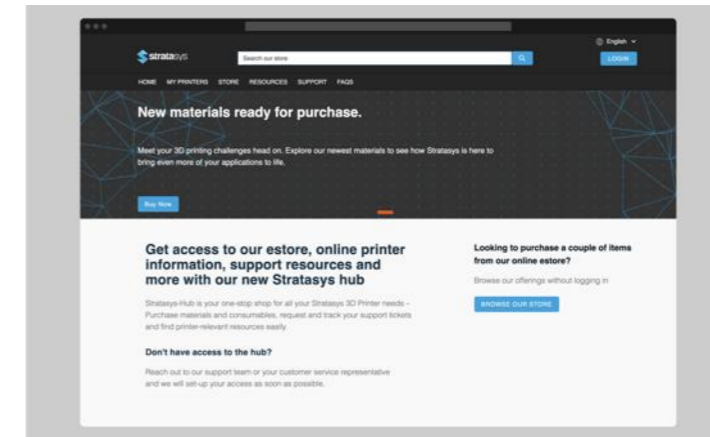 English
stratasys
Search our store
LOGIN
HOME MY PRINTERS STORE RESOURCES SUPPORT FAQS
New materials ready for purchase.
Meet your 3D printing challenges head on. Explore our newest materials to see how Stratasys is here to
bring even more of your applications to life.
Buy Now
Get access to our estore, online printer
information, support resources and
more with our new Stratasys hub
Stratasys-Hub is your one-stop shop for all your Stratasys 3D Printer needs –
Purchase materials and consumables, request and track your support tickets
and find printer-relevant resources easily.
Don't have access to the hub?
Reach out to our support team or your customer service representative
and we will set-up your access as soon as possible.
Looking to purchase a couple of items
from our online estore?
Browse our offerings without logging in
BROWSE OUR STORE